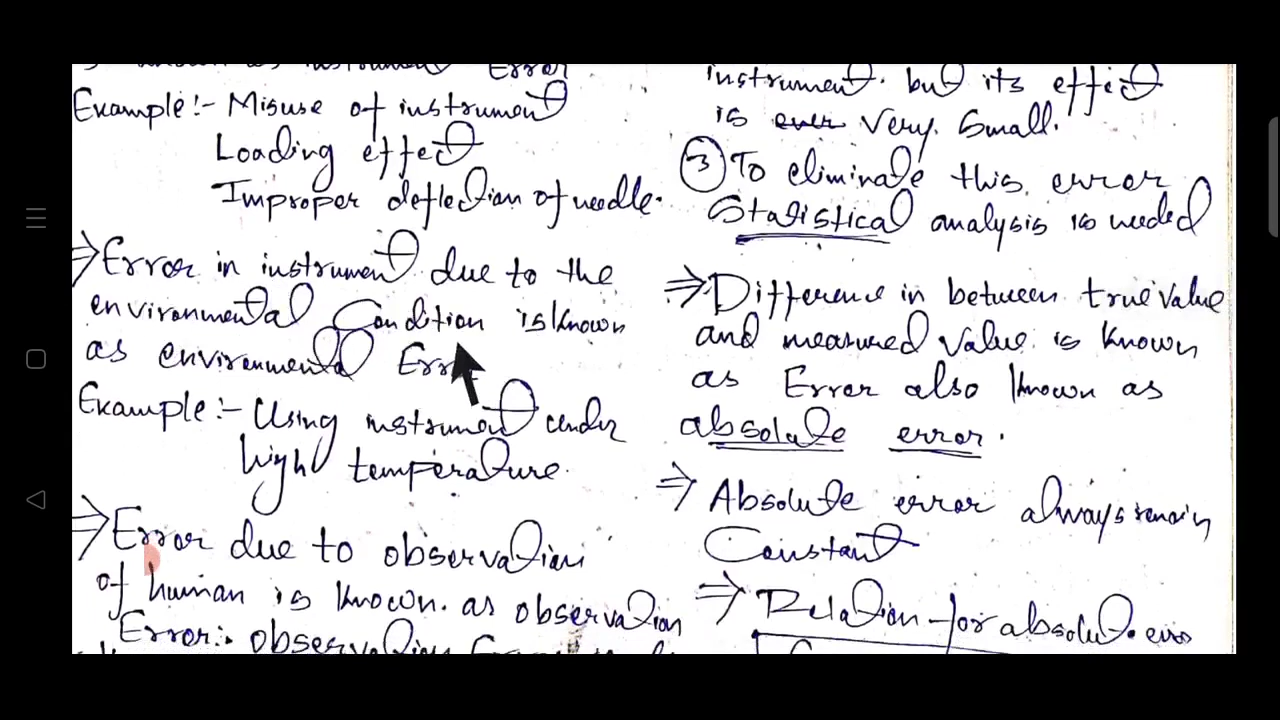 Error
Example:- Misuse of instrument
Loading effect
Improper deflection of needle.
⇒ Error in instrument due to the
environmental Condition is known
as environmental Err
Example:- Using instrument under
high temperature.
⇒ Error due to observation
of human is known. as observation
Error:. observation
instrument. but its effect
is very. Small.
③ To eliminate this error
Statistical analysis is needed
⇒ Difference in between true value
and measured value is known
as Error also known as
absolute error.
⇒ Absolute error always remain
Constant
⇒ Relation for absolut. erro